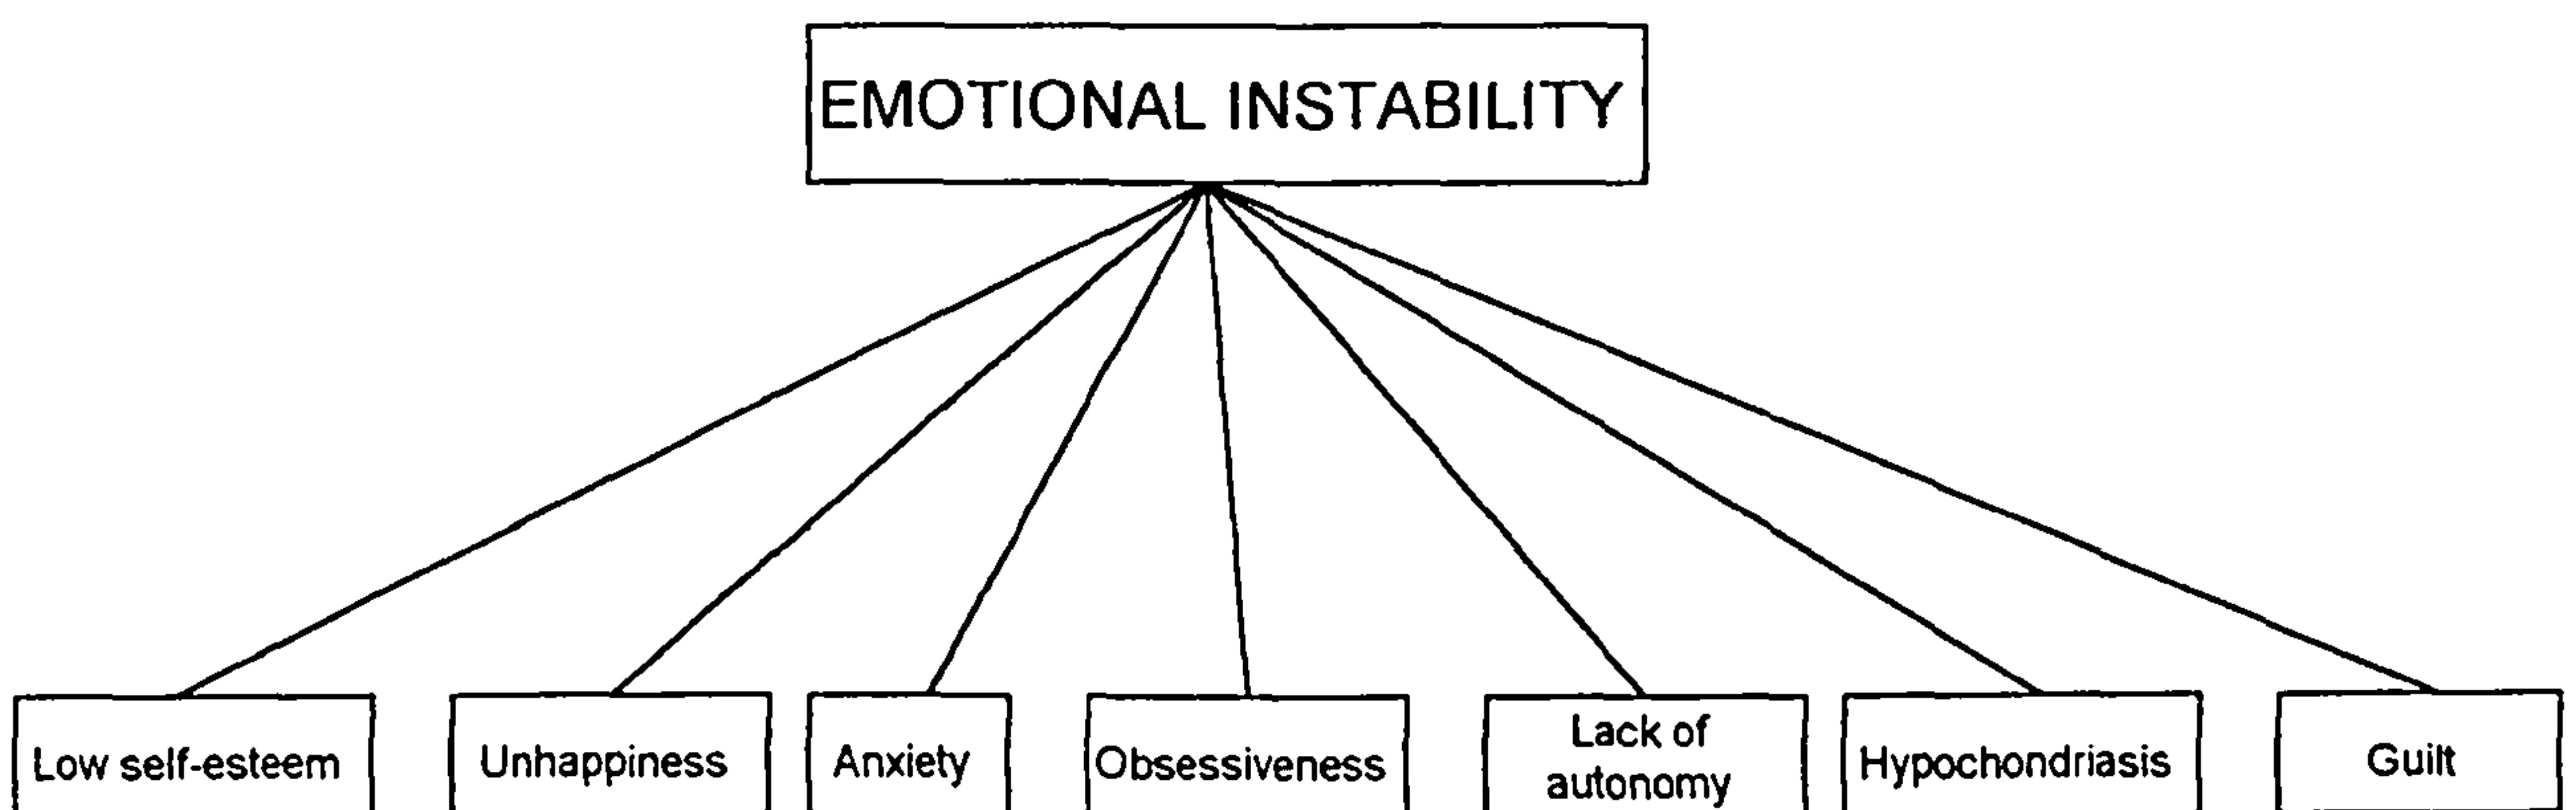 EMOTIONAL INSTABILITY
Low self-esteem
Unhappiness
Anxiety
Obsessiveness
Lack of
autonomy
Hypochondriasis
Guilt